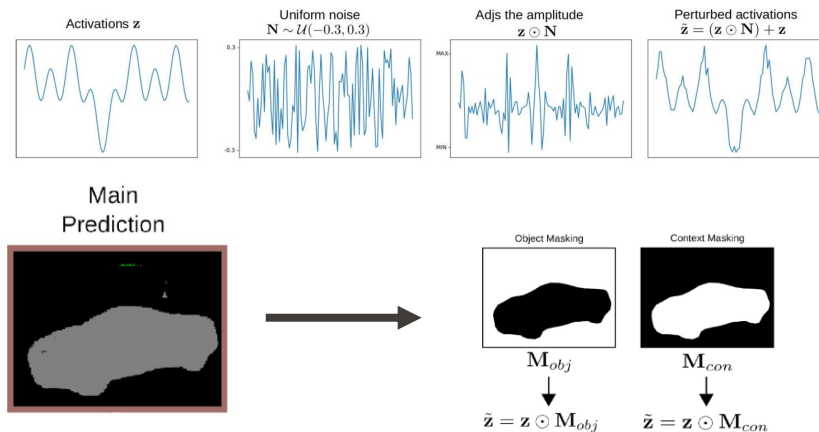 Activations z
Uniform noise
N ∼ 𝒰(−0.3, 0.3)
Adjs the amplitude
z ⊙ N
Perturbed activations
z̃ = (z ⊙ N) + z
0.3
-0.3
MAX
MIN
Main
Prediction
Object Masking
Context Masking
M_obj
M_con
z̃ = z ⊙ M_obj
z̃ = z ⊙ M_con